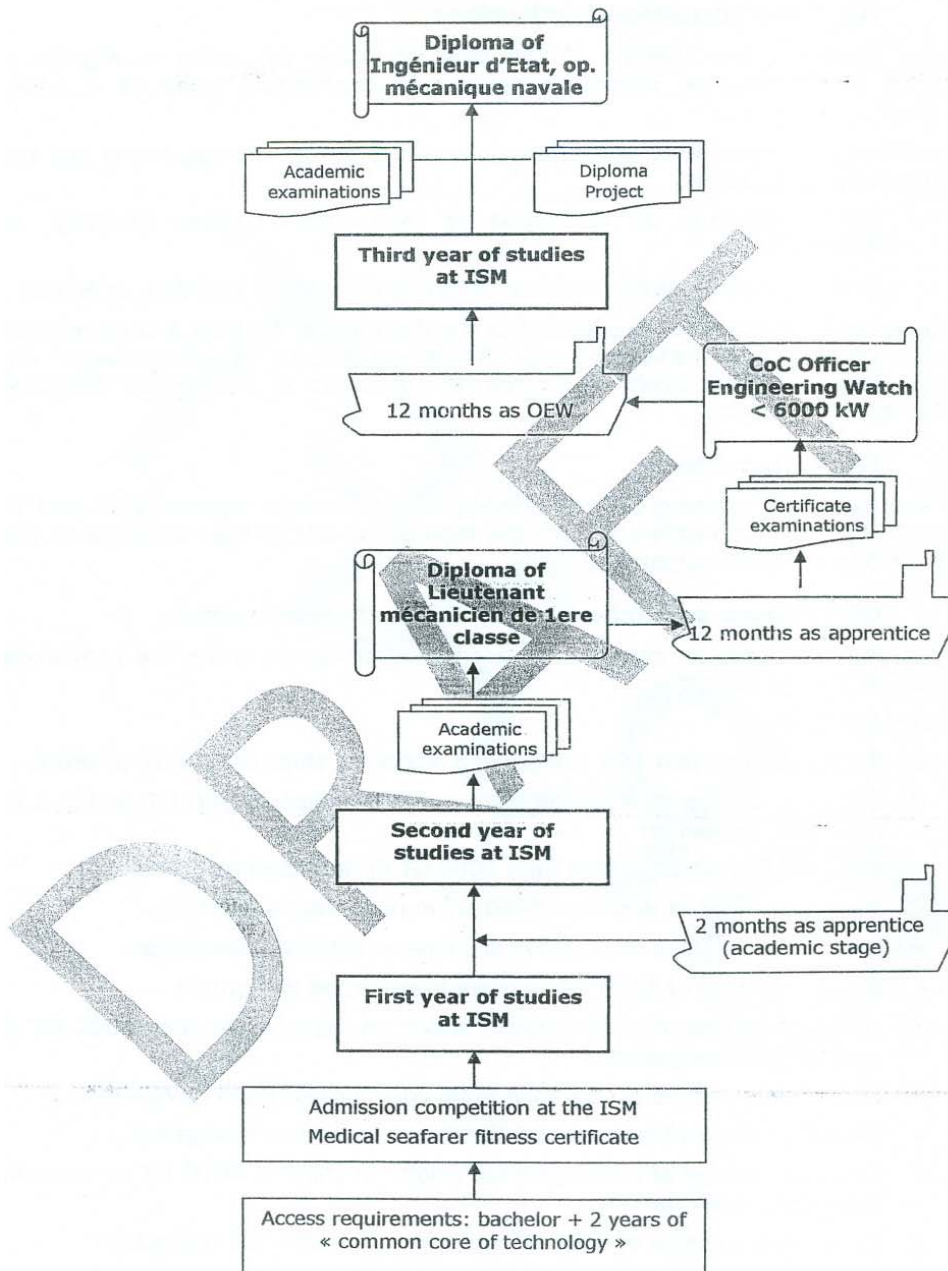 Diploma of
Ingénieur d'Etat, op.
mécanique navale
Academic
examinations
Diploma
Project
Third year of studies
at ISM
12 months as OEW
CoC Officer
Engineering Watch
< 6000 kW
Certificate
examinations
Diploma of
Lieutenant
mécanicien de 1ere
classe
12 months as apprentice
Academic
examinations
Second year of
studies at ISM
2 months as apprentice
(academic stage)
First year of studies
at ISM
Admission competition at the ISM
Medical seafarer fitness certificate
Access requirements: bachelor + 2 years of
« common core of technology »
DRAFT